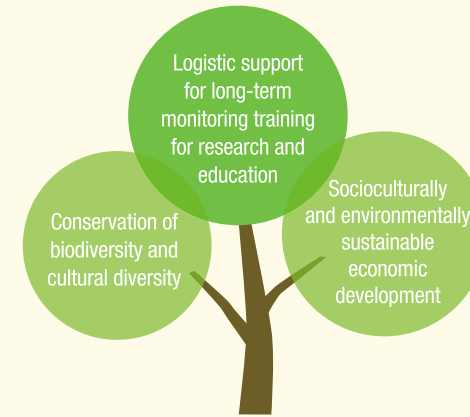 Logistic support
for long-term
monitoring training
for research and
education
Conservation of
biodiversity and
cultural diversity
Socioculturally
and environmentally
sustainable
economic
development